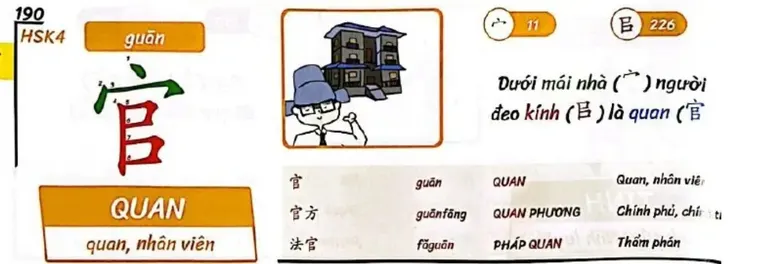 190
HSK4
guān
官
QUAN
quan, nhân viên
宀 11
㠯 226
Dưới mái nhà (宀) người
đeo kính (㠯) là quan (官
官 guān QUAN Quan, nhân viê
官方 guānfāng QUAN PHƯƠNG Chính phủ,
法官 fǎguān PHÁP QUAN Thẩm phán